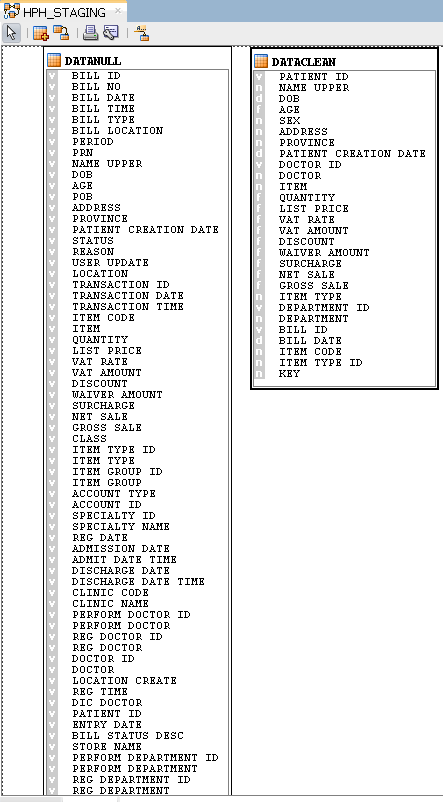 HPH_STAGING
DATANULL
v BILL ID
v BILL NO
v BILL DATE
v BILL TIME
v BILL TYPE
v BILL LOCATION
v PERIOD
v PRN
v NAME UPPER
v DOB
v AGE
v POB
v ADDRESS
v PROVINCE
v PATIENT CREATION DATE
v STATUS
v REASON
v USER UPDATE
v LOCATION
v TRANSACTION ID
v TRANSACTION DATE
v TRANSACTION TIME
v ITEM CODE
v ITEM
v QUANTITY
v LIST PRICE
v VAT RATE
v VAT AMOUNT
v DISCOUNT
v WAIVER AMOUNT
v SURCHARGE
v NET SALE
v GROSS SALE
v CLASS
v ITEM TYPE ID
v ITEM TYPE
v ITEM GROUP ID
v ITEM GROUP
v ACCOUNT TYPE
v ACCOUNT ID
v SPECIALTY ID
v SPECIALTY NAME
v REG DATE
v ADMISSION DATE
v ADMIT DATE TIME
v DISCHARGE DATE
v DISCHARGE DATE TIME
v CLINIC CODE
v CLINIC NAME
v PERFORM DOCTOR ID
v PERFORM DOCTOR
v REG DOCTOR ID
v REG DOCTOR
v DOCTOR ID
v DOCTOR
v LOCATION CREATE
v REG TIME
v DIC DOCTOR
v PATIENT ID
v ENTRY DATE
v BILL STATUS DESC
v STORE NAME
v PERFORM DEPARTMENT ID
v PERFORM DEPARTMENT
v REG DEPARTMENT ID
v REG DEPARTMENT
DATACLEAN
v PATIENT ID
n NAME UPPER
d DOB
f AGE
n SEX
n ADDRESS
n PROVINCE
d PATIENT CREATION DATE
v DOCTOR ID
n DOCTOR
n ITEM
f QUANTITY
f LIST PRICE
f VAT RATE
f VAT AMOUNT
f DISCOUNT
f WAIVER AMOUNT
f SURCHARGE
f NET SALE
f GROSS SALE
n ITEM TYPE
v DEPARTMENT ID
n DEPARTMENT
v BILL ID
d BILL DATE
n ITEM CODE
n ITEM TYPE ID
n KEY